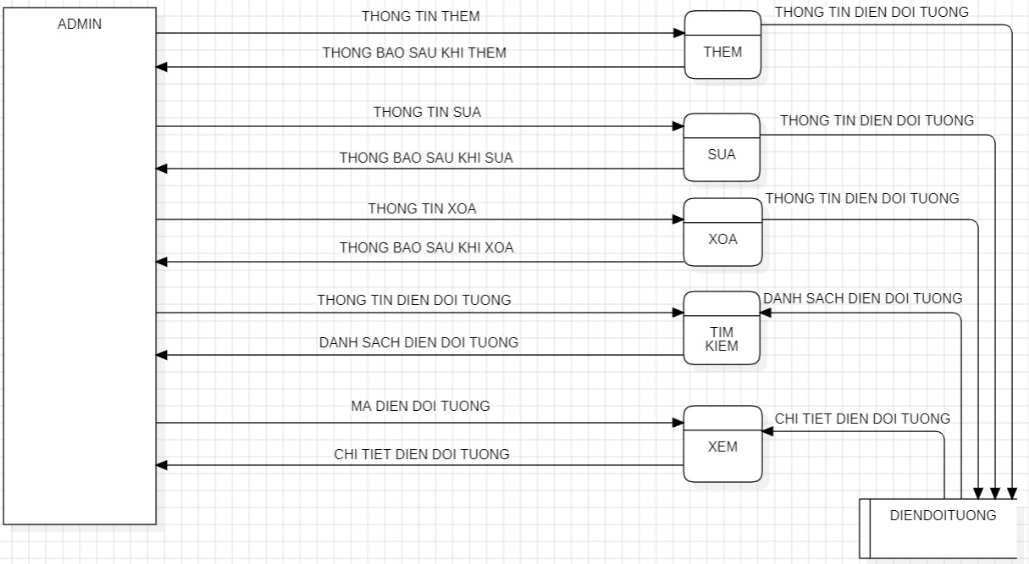 ADMIN
THONG TIN THEM
THONG BAO SAU KHI THEM
THEM
THONG TIN DIEN DOI TUONG
THONG TIN SUA
THONG BAO SAU KHI SUA
SUA
THONG TIN DIEN DOI TUONG
THONG TIN XOA
THONG BAO SAU KHI XOA
XOA
THONG TIN DIEN DOI TUONG
THONG TIN DIEN DOI TUONG
DANH SACH DIEN DOI TUONG
TIM
KIEM
DANH SACH DIEN DOI TUONG
MA DIEN DOI TUONG
CHI TIET DIEN DOI TUONG
XEM
CHI TIET DIEN DOI TUONG
DIENDOITUONG